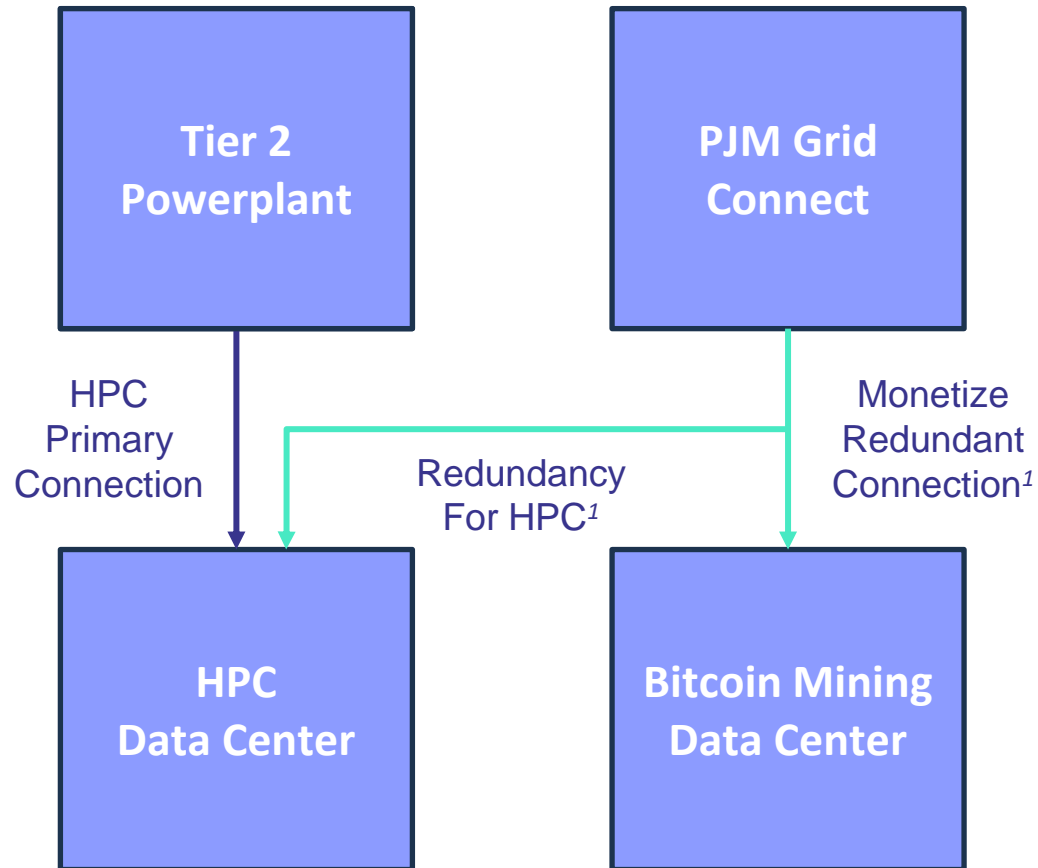 Tier 2
Powerplant
PJM Grid
Connect
HPC
Primary
Connection
Redundancy
For HPC¹
Monetize
Redundant
Connection¹
HPC
Data Center
Bitcoin Mining
Data Center